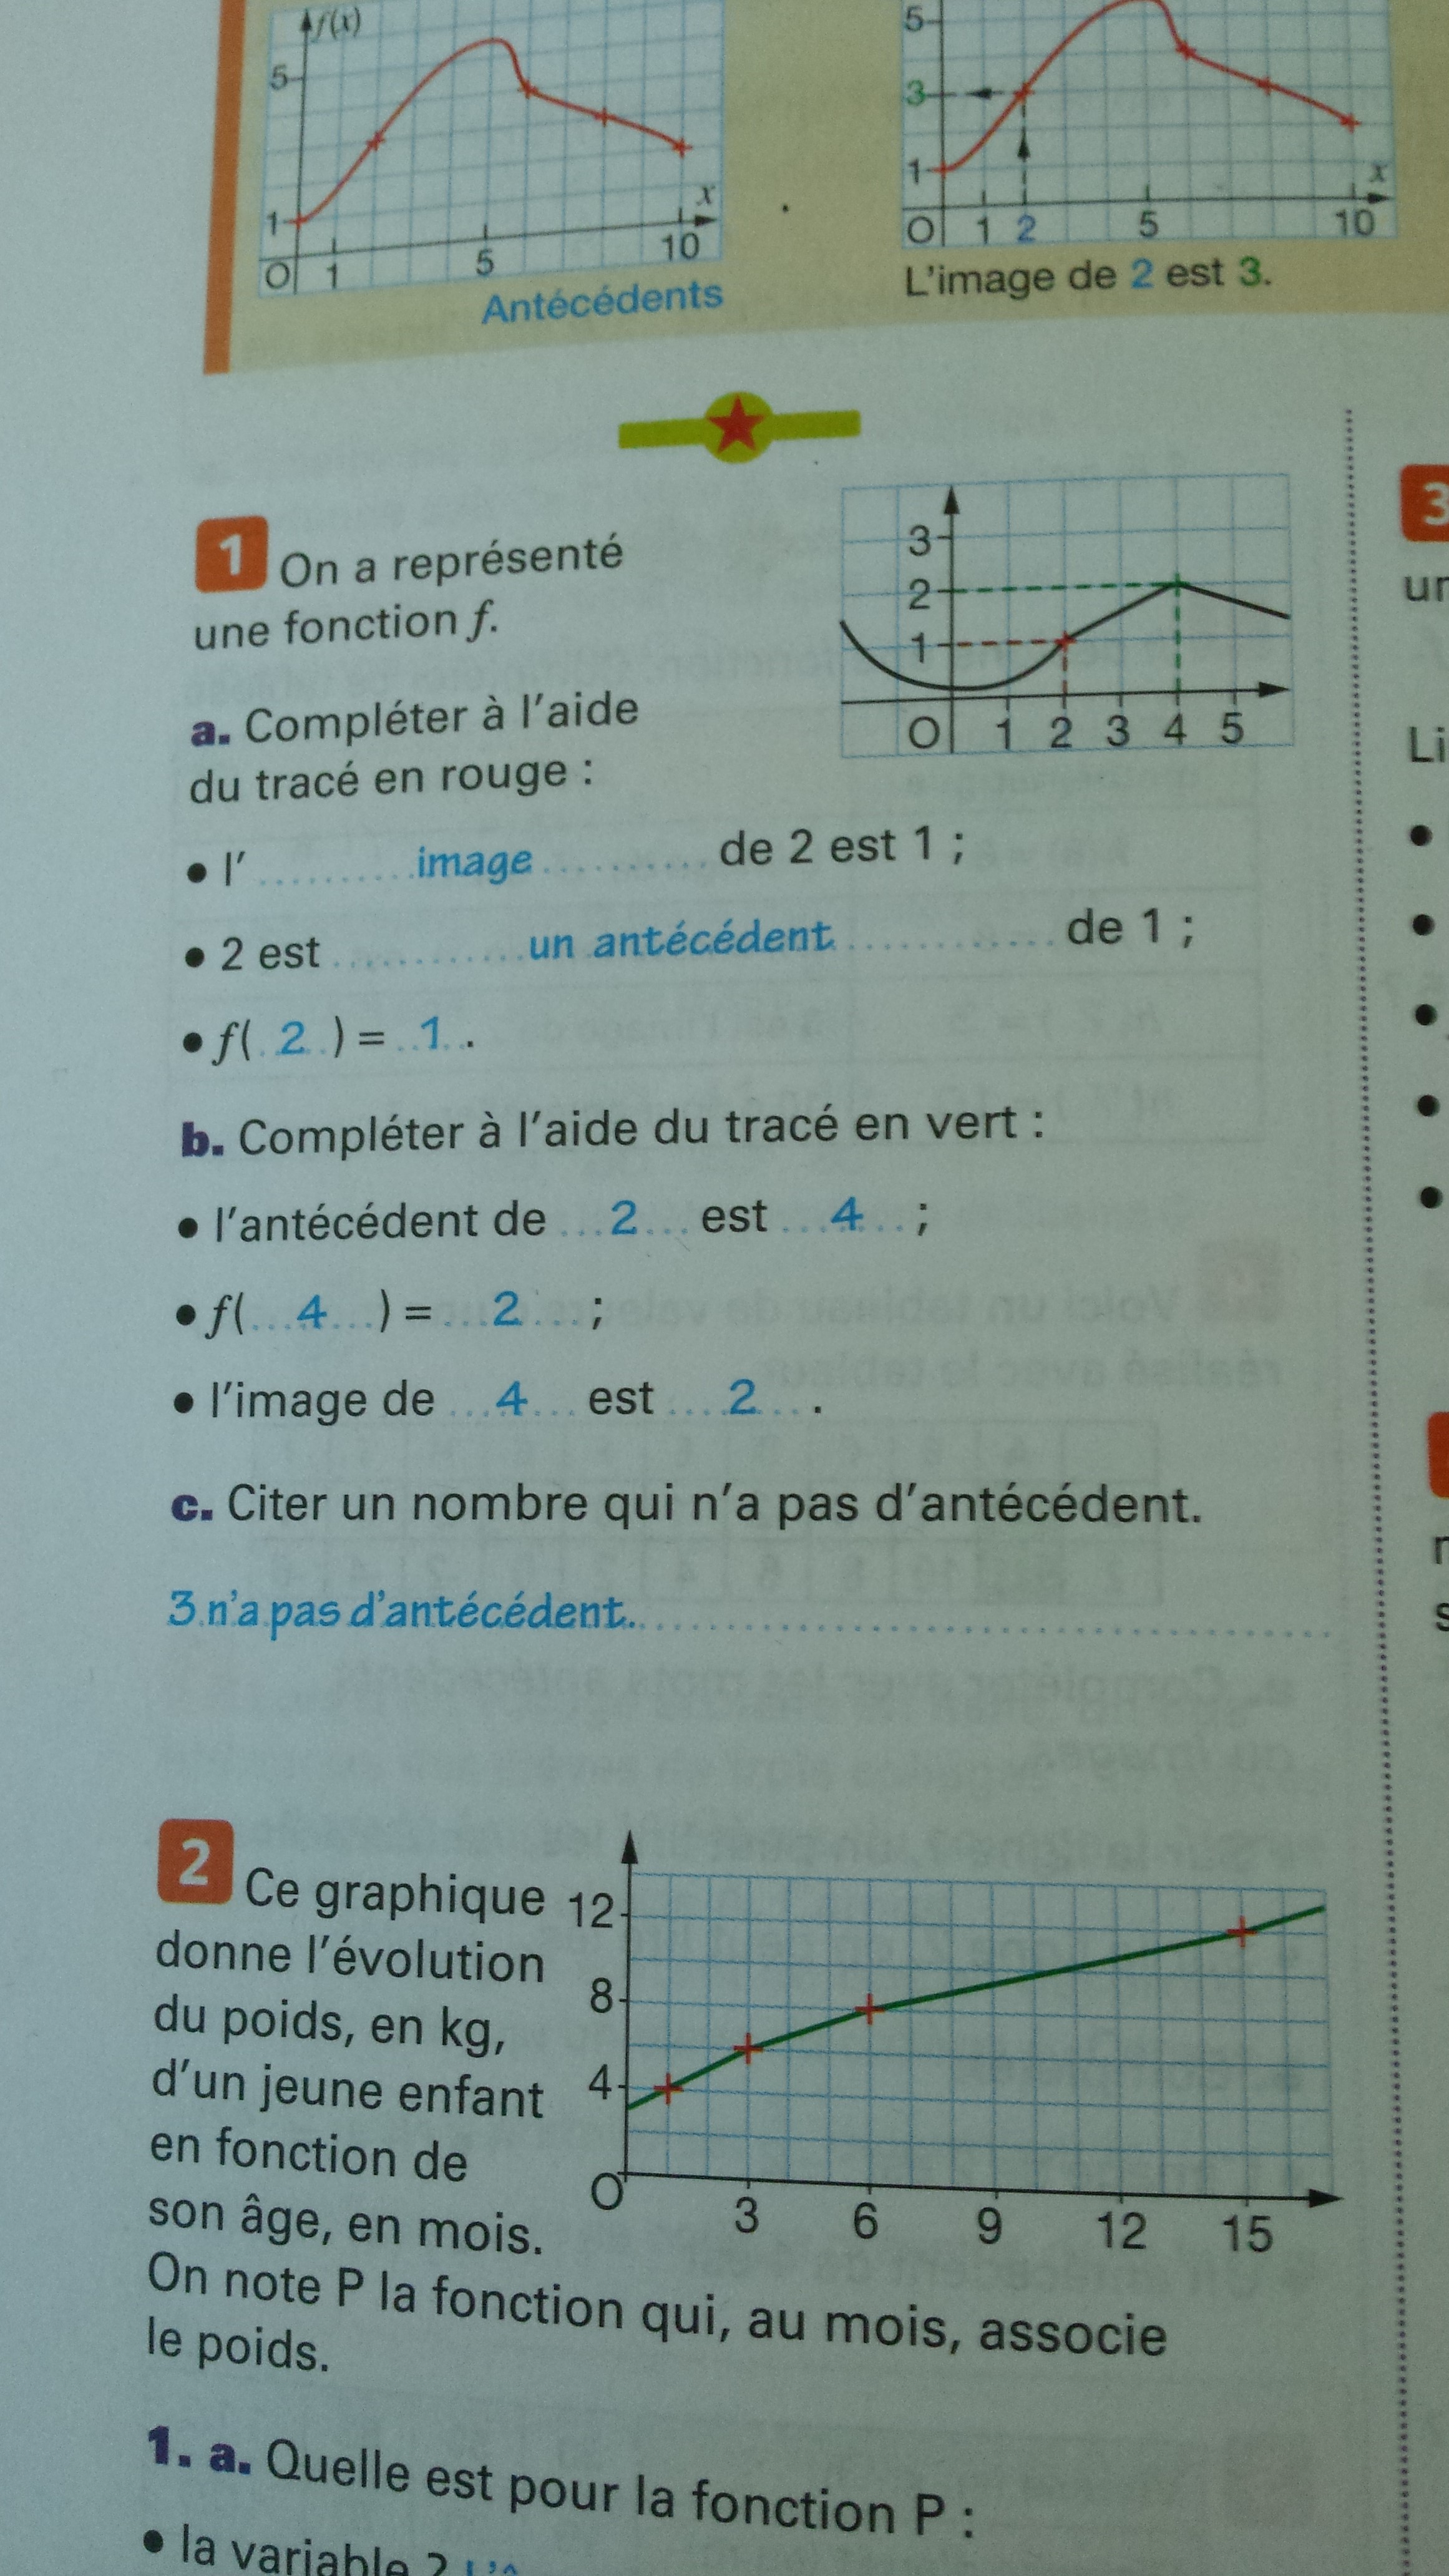 f(x)
5
1
O 1 5 10
x
Antécédents
5
3
1
O 1 2 5 10
x
L'image de 2 est 3.
1 On a représenté
une fonction f.
3
2
1
O 1 2 3 4 5
a. Compléter à l'aide
du tracé en rouge :
• l' .......... image .......... de 2 est 1 ;
• 2 est ............ un antécédent ............ de 1 ;
• f( 2 ) = 1 .
b. Compléter à l'aide du tracé en vert :
• l'antécédent de ... 2 ... est ... 4 ... ;
• f( ... 4 ... ) = ... 2 ... ;
• l'image de ... 4 ... est ... 2 ... .
c. Citer un nombre qui n'a pas d'antécédent.
3 n'a pas d'antécédent.
2 Ce graphique
donne l'évolution
du poids, en kg,
d'un jeune enfant
en fonction de
son âge, en mois.
12
8
4
O 3 6 9 12 15
On note P la fonction qui, au mois, associe
le poids.
1. a. Quelle est pour la fonction P :
• la variable ?
3
ur
Li